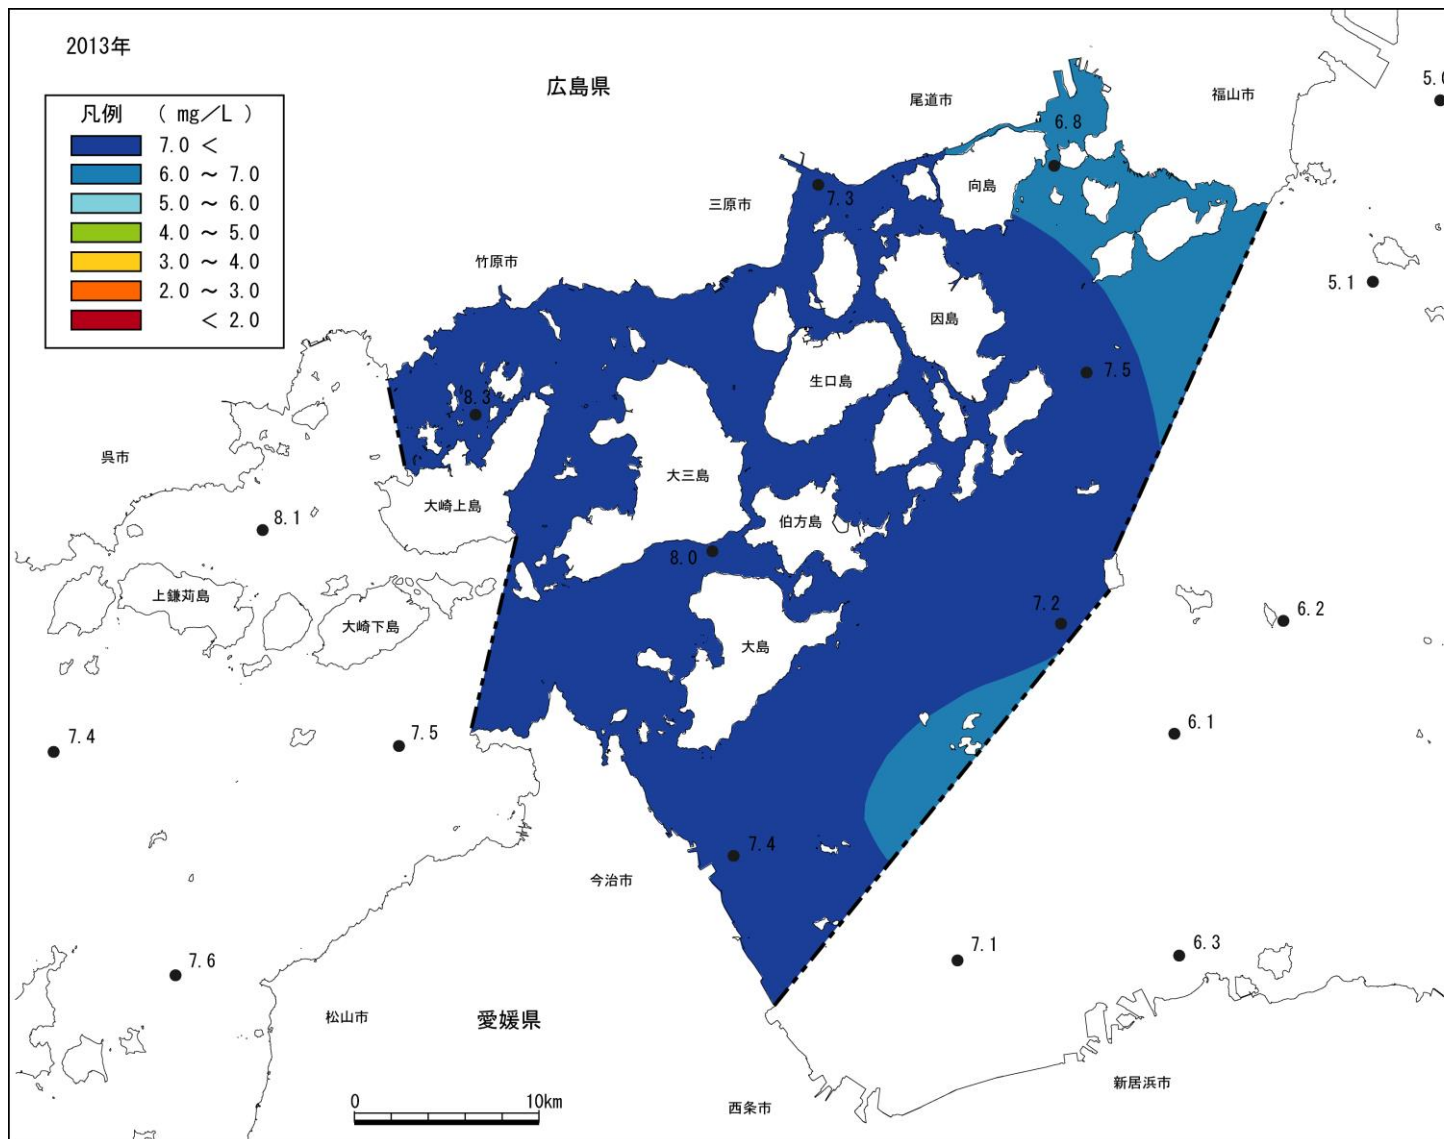 2013年
広島県
尾道市
福山市
5.0
凡例 ( mg／L )
7.0 <
6.0 ～ 7.0
5.0 ～ 6.0
4.0 ～ 5.0
3.0 ～ 4.0
2.0 ～ 3.0
< 2.0
6.8
向島
7.3
三原市
竹原市
5.1
因島
生口島
7.5
8.3
呉市
大三島
大崎上島
伯方島
8.1
8.0
上鎌苅島
大崎下島
7.2
6.2
大島
7.4
7.5
6.1
7.4
今治市
7.1
6.3
7.6
松山市
愛媛県
新居浜市
0 10km
西条市